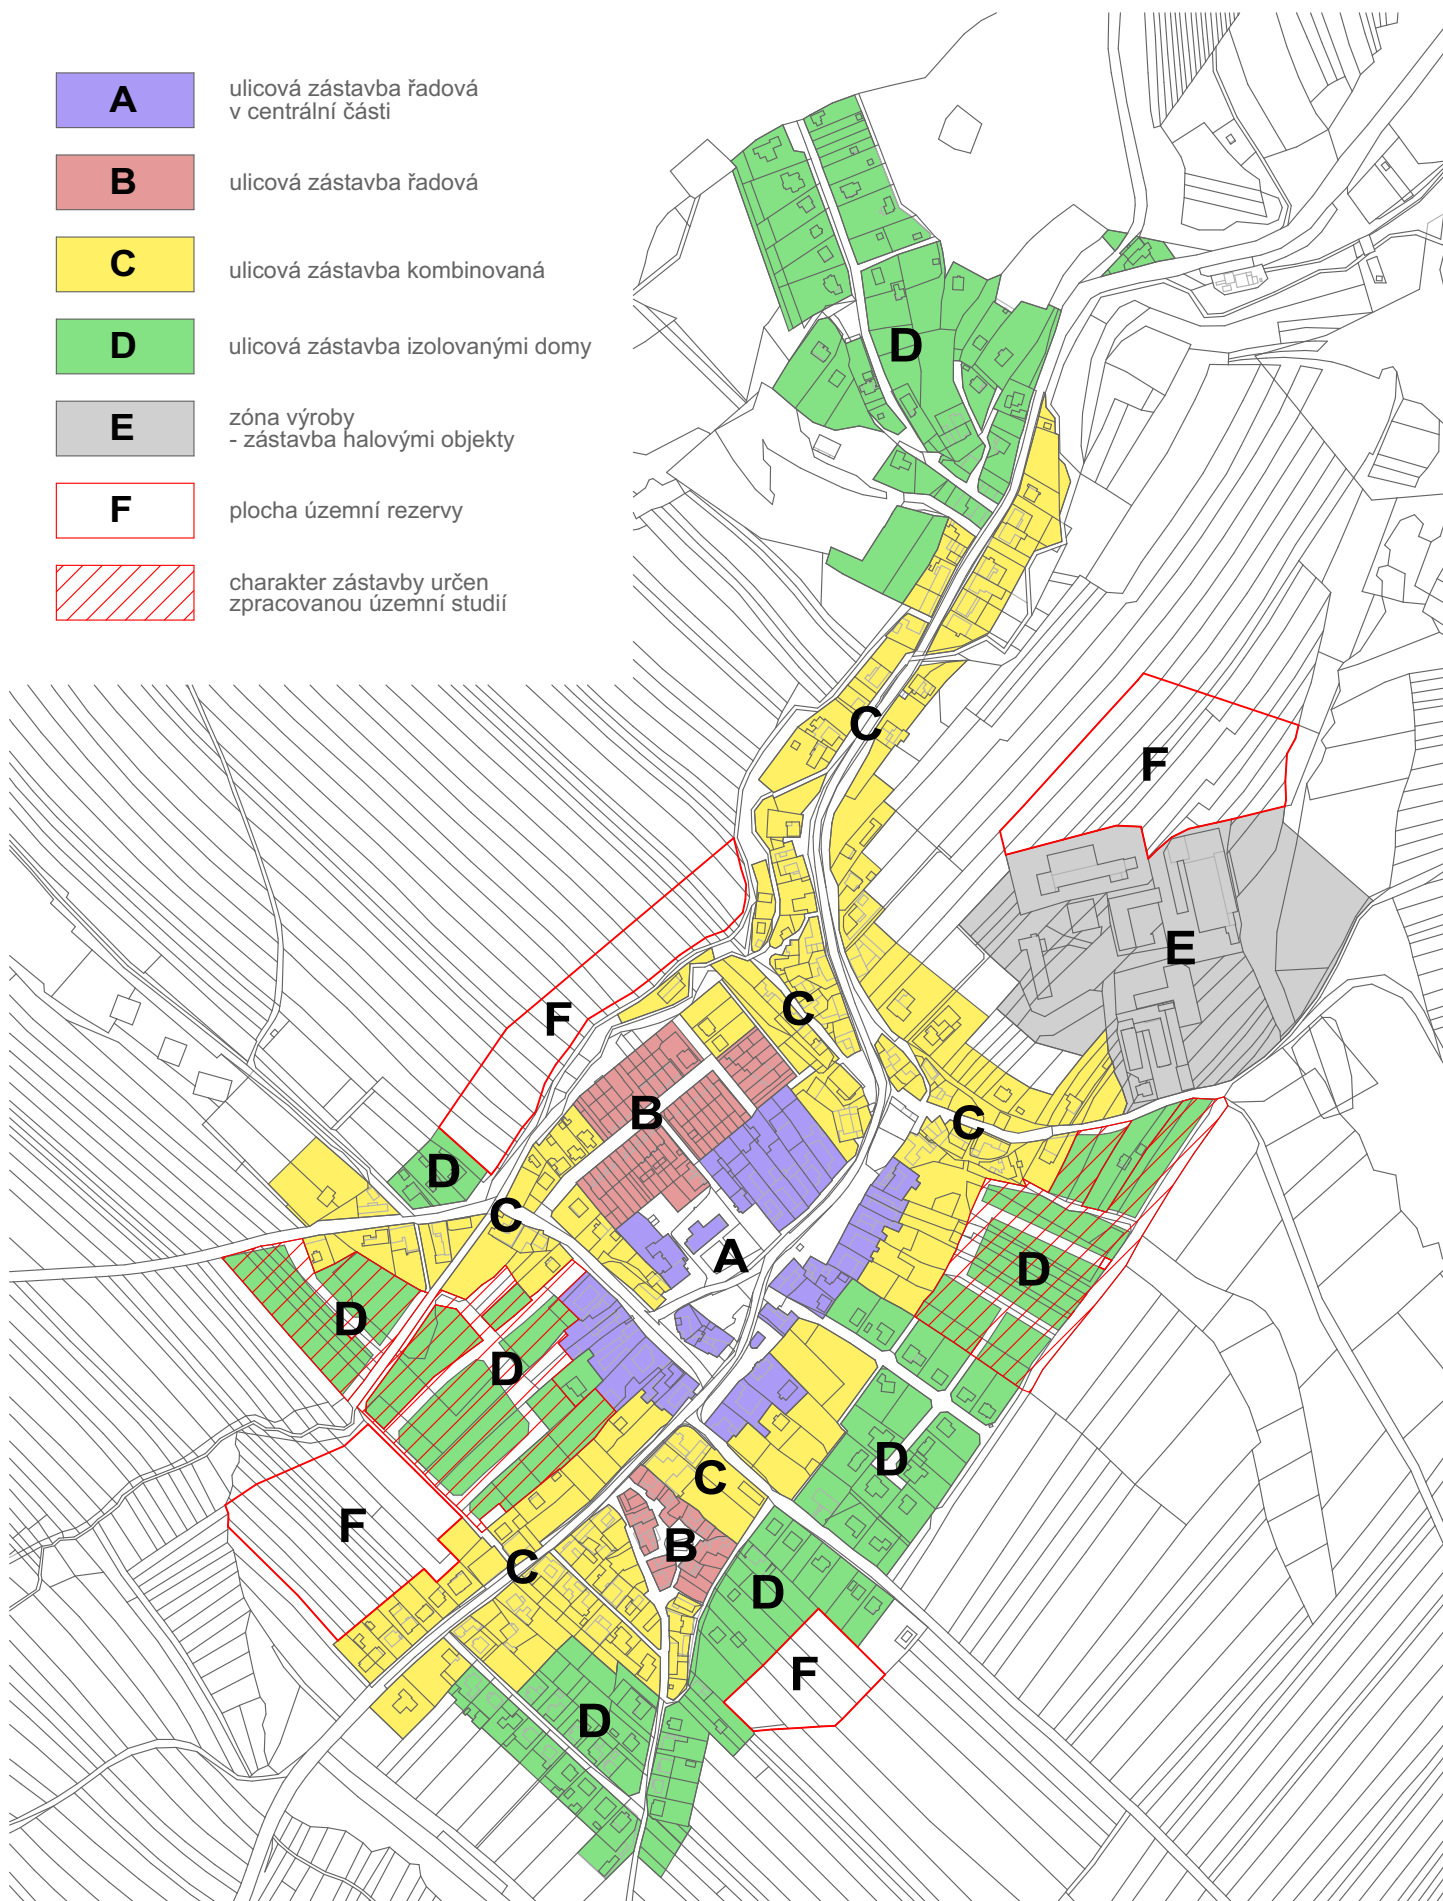 A
ulicová zástavba řadová
v centrální části
B
ulicová zástavba řadová
C
ulicová zástavba kombinovaná
D
ulicová zástavba izolovanými domy
E
zóna výroby
- zástavba halovými objekty
F
plocha územní rezervy
charakter zástavby určen
zpracovanou územní studií
D
C
F
E
C
F
B
C
D
C
A
D
D
D
D
C
F
B
C
D
F
D